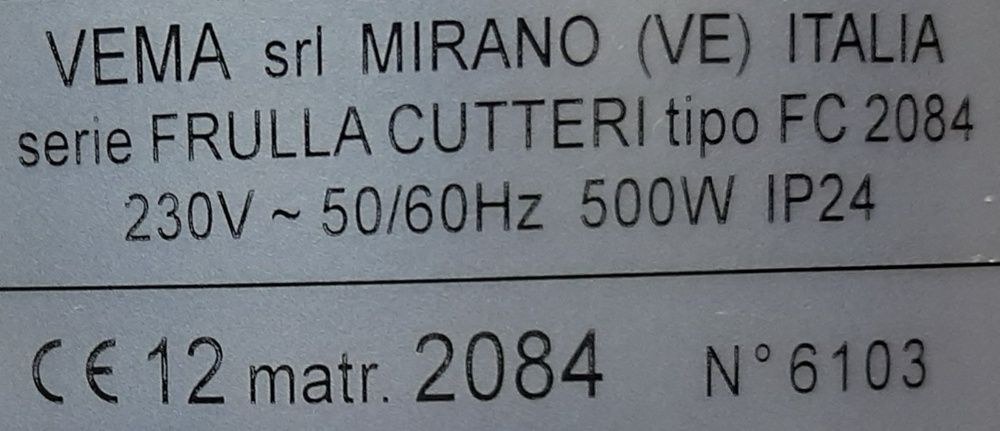 VEMA srl MIRANO (VE) ITALIA
serie FRULLA CUTTERI tipo FC 2084
230V ~ 50/60Hz 500W IP24
CE 12 matr. 2084 N° 6103